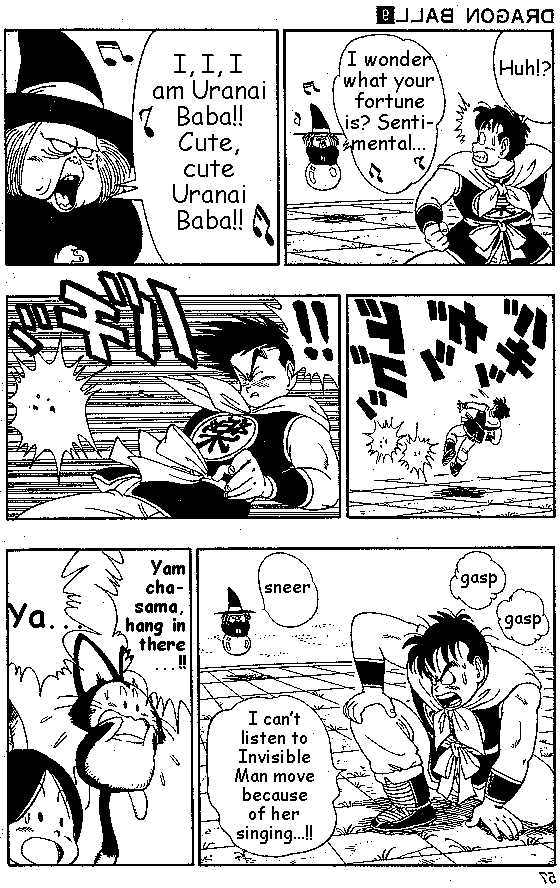 DRAGON BALL 9
I, I, I
am Uranai
Baba!!
Cute,
cute
Uranai
Baba!!
I wonder
what your
fortune
is? Senti-
mental...
Huh!?
!!
Yam
cha-
sama,
hang in
there
...!!
Ya...
sneer
gasp
gasp
I can't
listen to
Invisible
Man move
because
of her
singing...!!
57